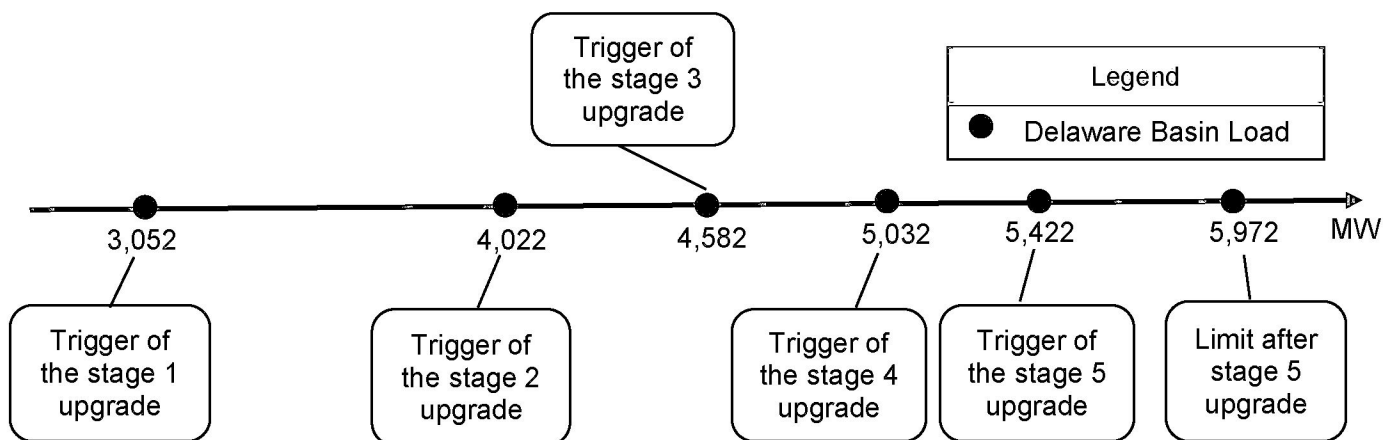 Trigger of
the stage 3
upgrade
Legend
Delaware Basin Load
3,052
4,022
4,582
5,032
5,422
5,972
MW
Trigger of
the stage 1
upgrade
Trigger of
the stage 2
upgrade
Trigger of
the stage 4
upgrade
Trigger of
the stage 5
upgrade
Limit after
stage 5
upgrade